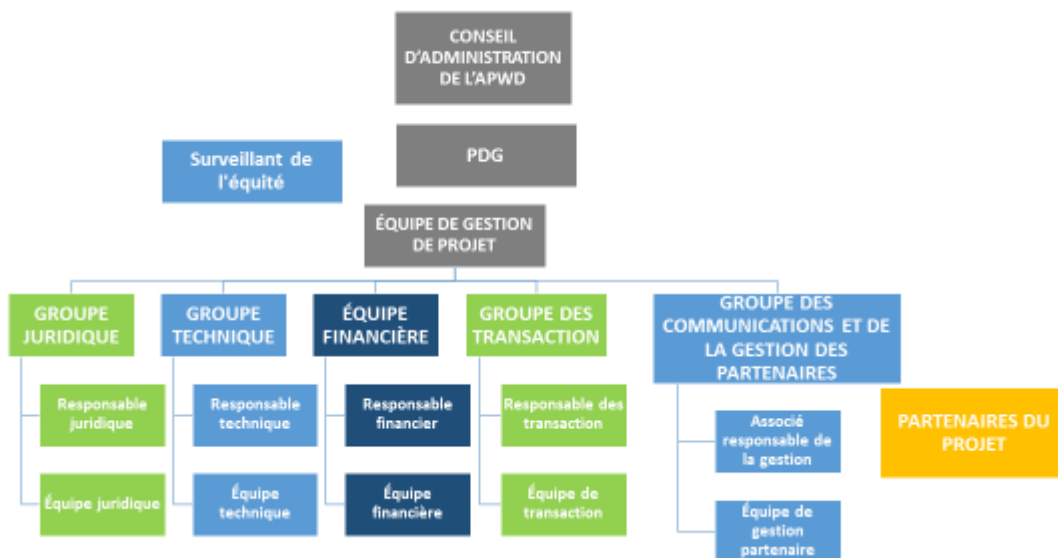 CONSEIL
D'ADMINISTRATION
DE L'APWD
PDG
Surveillant de
l'équité
ÉQUIPE DE GESTION
DE PROJET
GROUPE
JURIDIQUE
GROUPE
TECHNIQUE
ÉQUIPE
FINANCIÈRE
GROUPE DES
TRANSACTION
GROUPE DES
COMMUNICATIONS ET DE
LA GESTION DES
PARTENAIRES
Responsable
juridique
Responsable
technique
Responsable
financier
Responsable des
transaction
Associé
responsable de
la gestion
PARTENAIRES DU
PROJET
Équipe juridique
Équipe
technique
Équipe
financière
Équipe de
transaction
Équipe de
gestion
partenaire